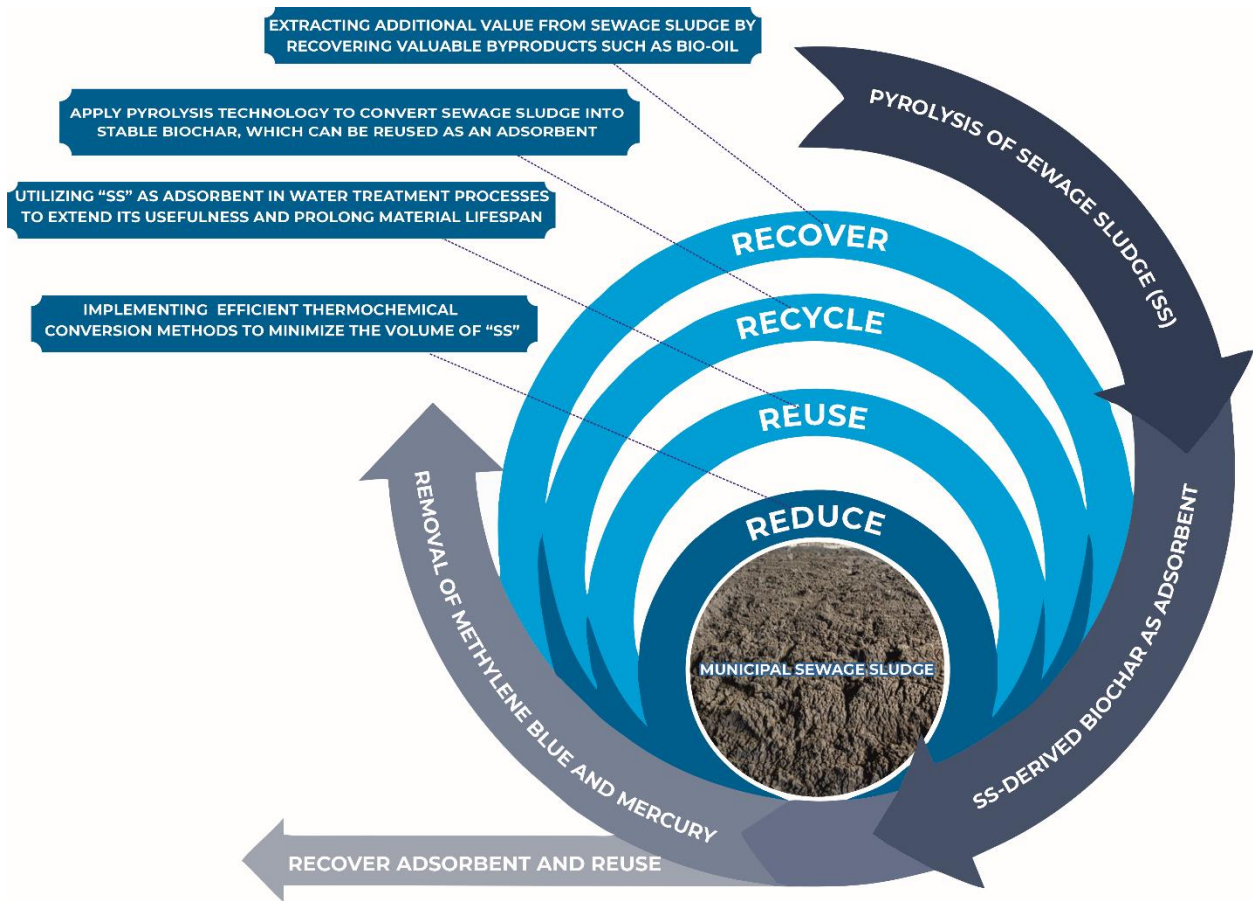 EXTRACTING ADDITIONAL VALUE FROM SEWAGE SLUDGE BY
RECOVERING VALUABLE BYPRODUCTS SUCH AS BIO-OIL
APPLY PYROLYSIS TECHNOLOGY TO CONVERT SEWAGE SLUDGE INTO
STABLE BIOCHAR, WHICH CAN BE REUSED AS AN ADSORBENT
UTILIZING “SS” AS ADSORBENT IN WATER TREATMENT PROCESSES
TO EXTEND ITS USEFULNESS AND PROLONG MATERIAL LIFESPAN
IMPLEMENTING EFFICIENT THERMOCHEMICAL
CONVERSION METHODS TO MINIMIZE THE VOLUME OF “SS”
RECOVER
RECYCLE
REUSE
REDUCE
MUNICIPAL SEWAGE SLUDGE
PYROLYSIS OF SEWAGE SLUDGE (SS)
SS-DERIVED BIOCHAR AS ADSORBENT
REMOVAL OF METHYLENE BLUE AND MERCURY
RECOVER ADSORBENT AND REUSE